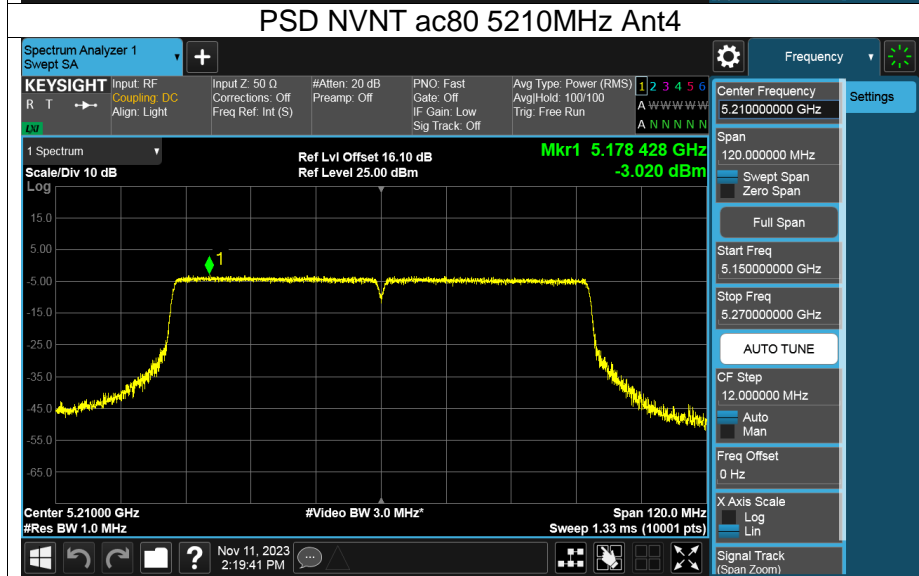 PSD NVNT ac80 5210MHz Ant4
Spectrum Analyzer 1
Swept SA
+
Frequency
KEYSIGHT
R T
LXI
Input: RF
Coupling: DC
Align: Light
Input Z: 50 Ω
Corrections: Off
Freq Ref: Int (S)
#Atten: 20 dB
Preamp: Off
PNO: Fast
Gate: Off
IF Gain: Low
Sig Track: Off
Avg Type: Power (RMS)
Avg|Hold: 100/100
Trig: Free Run
1 2 3 4 5 6
A W W W W W
A N N N N N
1 Spectrum
Scale/Div 10 dB
Log
Ref Lvl Offset 16.10 dB
Ref Level 25.00 dBm
Mkr1 5.178 428 GHz
-3.020 dBm
15.0
5.00
-5.00
-15.0
-25.0
-35.0
-45.0
-55.0
-65.0
1
Center 5.21000 GHz
#Res BW 1.0 MHz
#Video BW 3.0 MHz*
Span 120.0 MHz
Sweep 1.33 ms (10001 pts)
?
Nov 11, 2023
2:19:41 PM
Center Frequency
5.210000000 GHz
Settings
Span
120.000000 MHz
Swept Span
Zero Span
Full Span
Start Freq
5.150000000 GHz
Stop Freq
5.270000000 GHz
AUTO TUNE
CF Step
12.000000 MHz
Auto
Man
Freq Offset
0 Hz
X Axis Scale
Log
Lin
Signal Track
(Span Zoom)